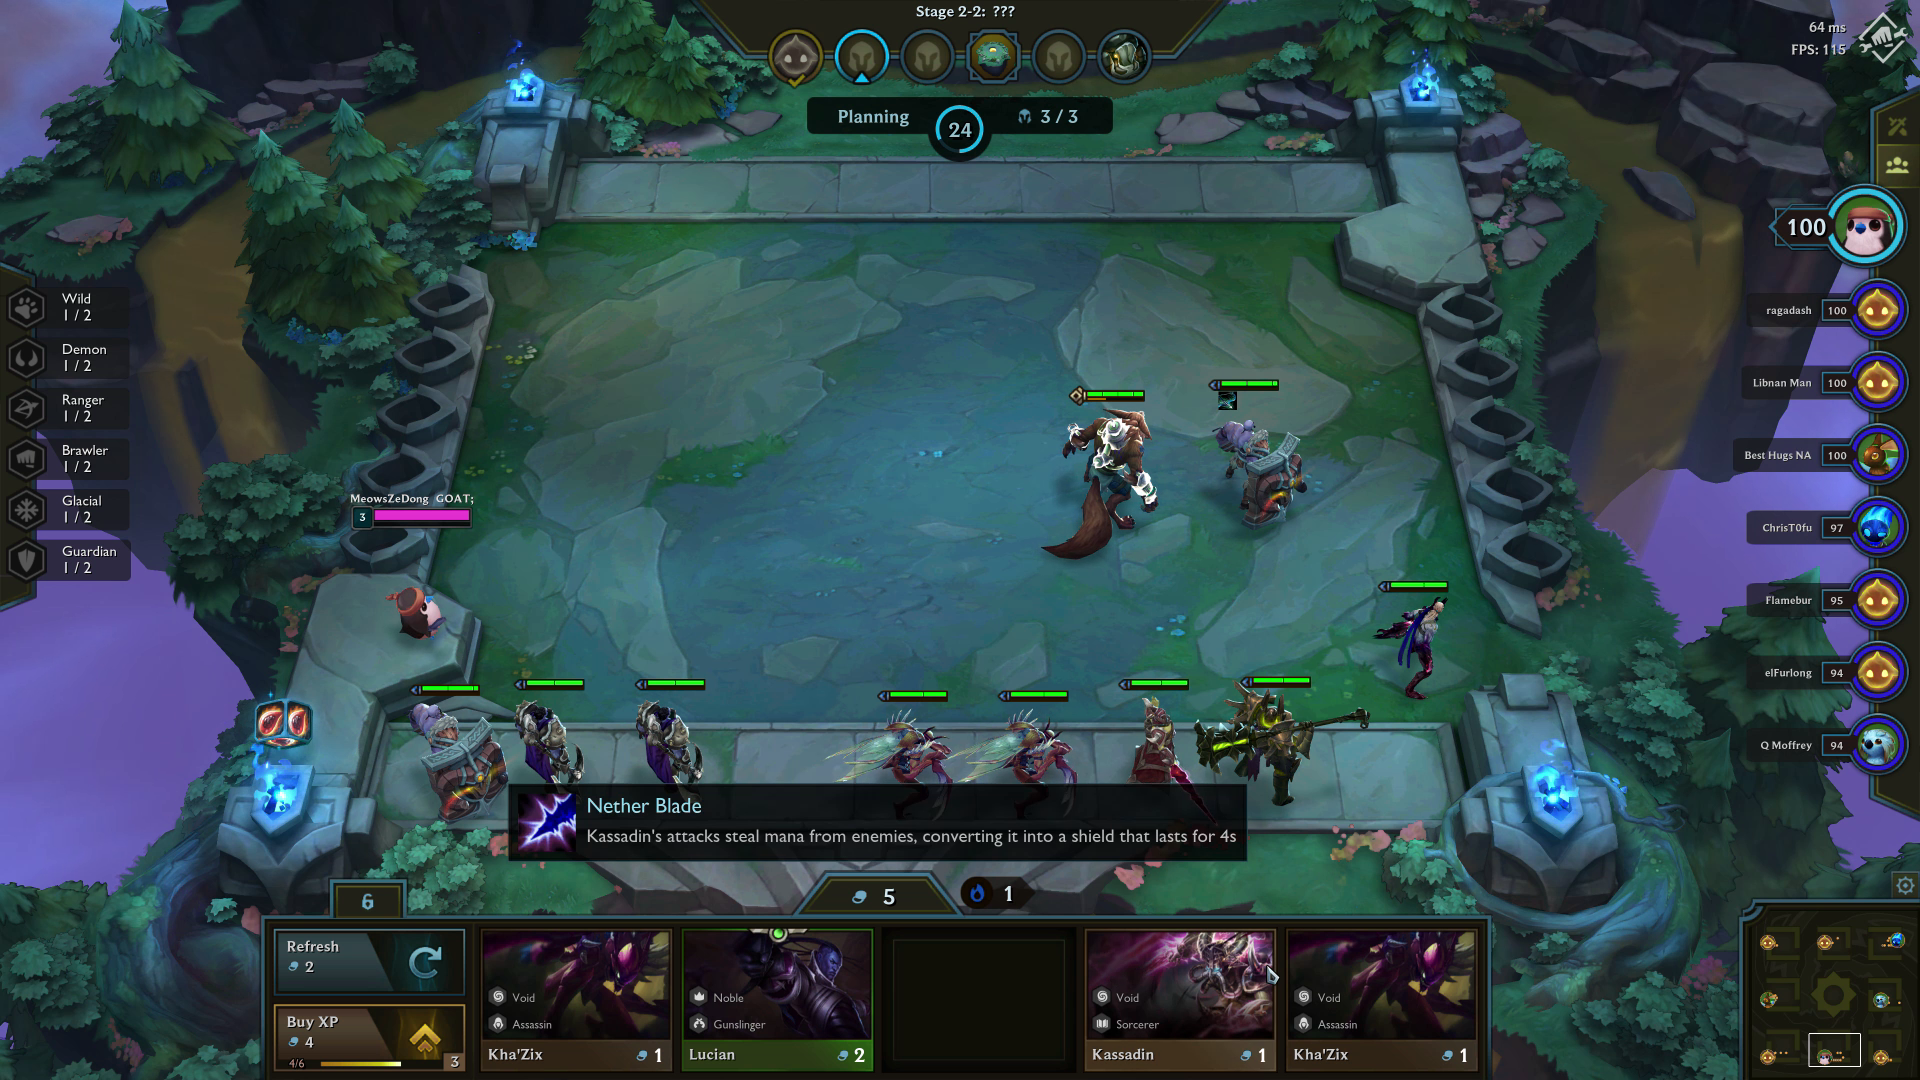 Stage 2-2: ???
64 ms
FPS: 115
Planning
24
3 / 3
100
Wild
1 / 2
Demon
1 / 2
Ranger
1 / 2
Brawler
1 / 2
Glacial
1 / 2
Guardian
1 / 2
ragadash 100
Libnan Man 100
Best Hugs NA 100
ChrisT0fu 97
Flamebur 95
elFurlong 94
Q Moffrey 94
MeowsZeDong GOAT;
3
Nether Blade
Kassadin's attacks steal mana from enemies, converting it into a shield that lasts for 4s
6
5
1
Refresh
2
Buy XP
4
4/6
3
Void
Assassin
Kha'Zix 1
Noble
Gunslinger
Lucian 2
Void
Sorcerer
Kassadin 1
Void
Assassin
Kha'Zix 1